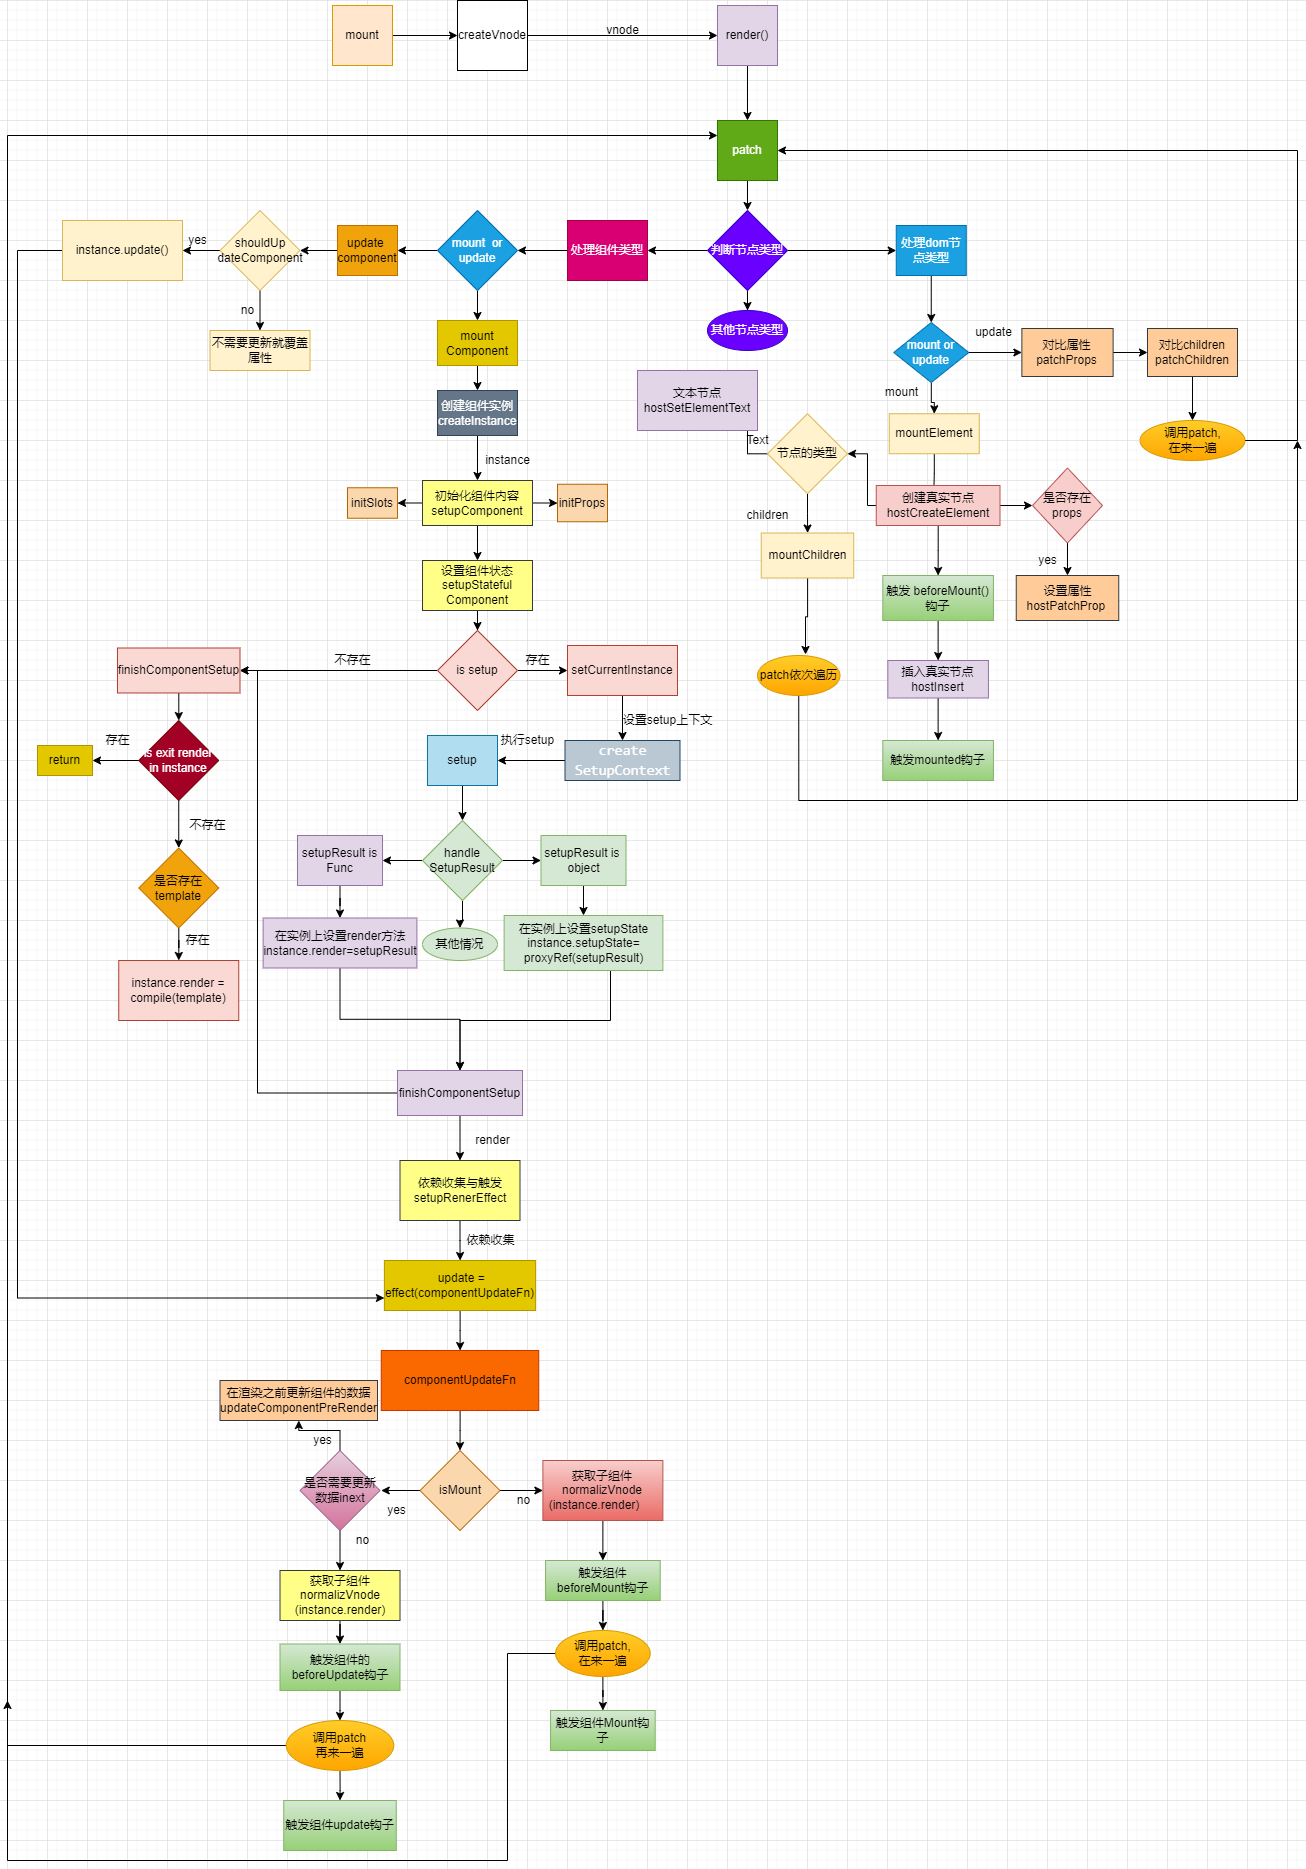 mount
createVnode
vnode
render()
patch
instance.update()
yes
shouldUp
dateComponent
update
component
mount or
update
处理组件类型
判断节点类型
处理dom节
点类型
no
不需要更新就覆盖
属性
其他节点类型
mount
Component
mount or
update
update
对比属性
patchProps
对比children
patchChildren
创建组件实例
createInstance
文本节点
hostSetElementText
mount
mountElement
调用patch,
在来一遍
Text
节点的类型
instance
initSlots
初始化组件内容
setupComponent
initProps
创建真实节点
hostCreateElement
是否存在
props
children
mountChildren
yes
设置组件状态
setupStateful
Component
触发 beforeMount()
钩子
设置属性
hostPatchProp
finishComponentSetup
不存在
is setup
存在
setCurrentInstance
patch依次遍历
插入真实节点
hostInsert
设置setup上下文
return
存在
is exit render
in instance
setup
执行setup
create
SetupContext
触发mounted钩子
不存在
setupResult is
Func
handle
SetupResult
setupResult is
object
是否存在
template
存在
在实例上设置render方法
instance.render=setupResult
其他情况
在实例上设置setupState
instance.setupState=
proxyRef(setupResult)
instance.render =
compile(template)
finishComponentSetup
render
依赖收集与触发
setupRenerEffect
依赖收集
update =
effect(componentUpdateFn)
componentUpdateFn
在渲染之前更新组件的数据
updateComponentPreRender
yes
是否需要更新
数据inext
yes
isMount
no
获取子组件
normalizVnode
(instance.render)
no
获取子组件
normalizVnode
(instance.render)
触发组件
beforeMount钩子
触发组件的
beforeUpdate钩子
调用patch,
在来一遍
调用patch
再来一遍
触发组件Mount钩
子
触发组件update钩子